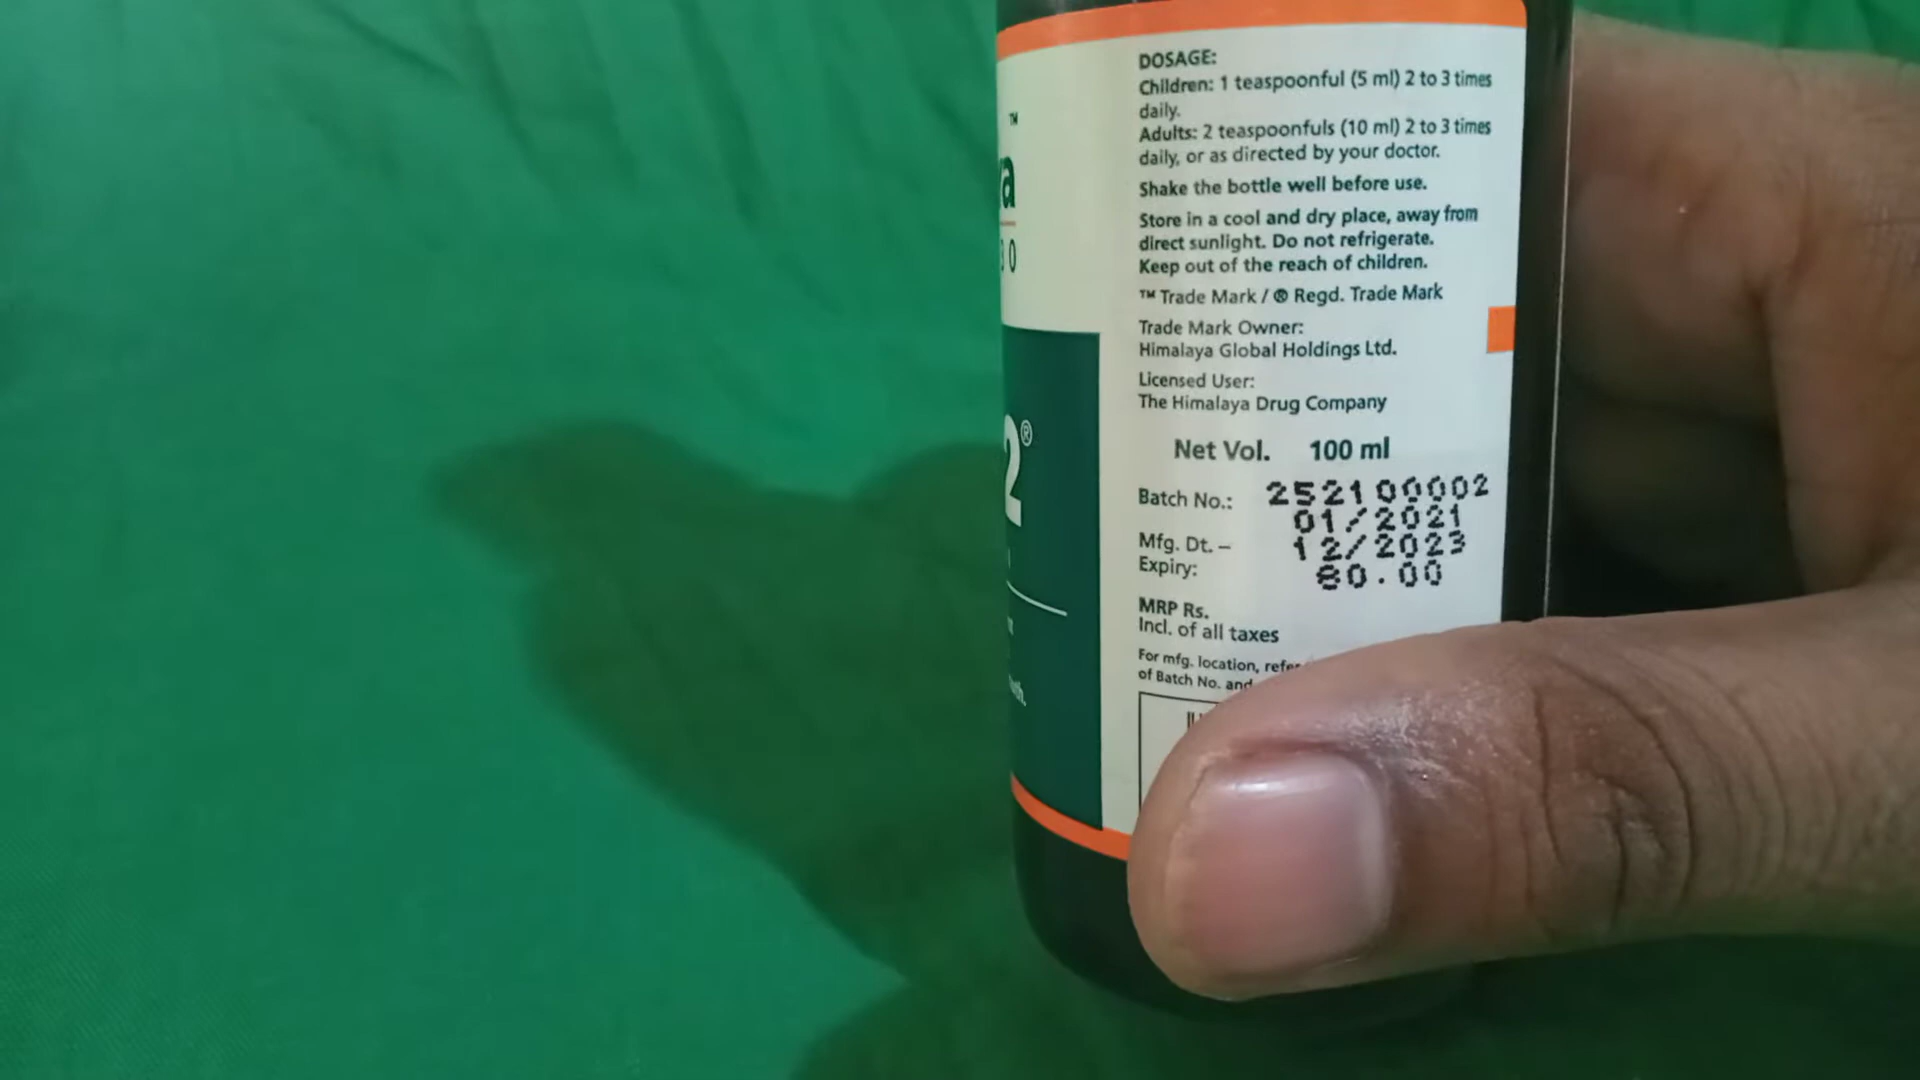 DOSAGE:
Children: 1 teaspoonful (5 ml) 2 to 3 times
daily.
Adults: 2 teaspoonfuls (10 ml) 2 to 3 times
daily, or as directed by your doctor.
Shake the bottle well before use.
Store in a cool and dry place, away from
direct sunlight. Do not refrigerate.
Keep out of the reach of children.
™ Trade Mark / ® Regd. Trade Mark
Trade Mark Owner:
Himalaya Global Holdings Ltd.
Licensed User:
The Himalaya Drug Company
Net Vol. 100 ml
Batch No.: 252100002
01/2021
Mfg. Dt. – 12/2023
Expiry: 80.00
MRP Rs.
Incl. of all taxes
For mfg. location, refer
of Batch No. and
™
a
30
2®